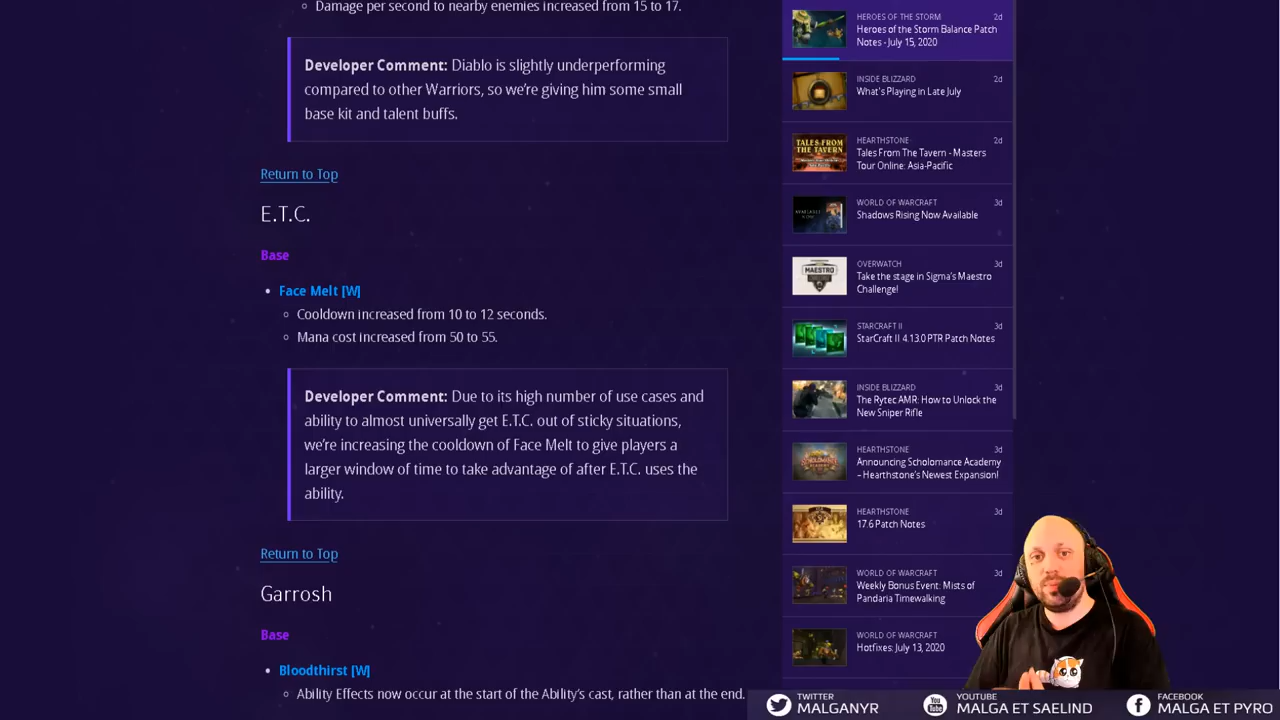 Damage per second to nearby enemies increased from 15 to 17.
Developer Comment: Diablo is slightly underperforming
compared to other Warriors, so we’re giving him some small
base kit and talent buffs.
Return to Top
E.T.C.
Base
Face Melt [W]
Cooldown increased from 10 to 12 seconds.
Mana cost increased from 50 to 55.
Developer Comment: Due to its high number of use cases and
ability to almost universally get E.T.C. out of sticky situations,
we’re increasing the cooldown of Face Melt to give players a
larger window of time to take advantage of after E.T.C. uses the
ability.
Return to Top
Garrosh
Base
Bloodthirst [W]
Ability Effects now occur at the start of the Ability’s cast, rather than at the end.
HEROES OF THE STORM 2d
Heroes of the Storm Balance Patch
Notes - July 15, 2020
INSIDE BLIZZARD 2d
What's Playing in Late July
TALES FROM
THE TAVERN
HEARTHSTONE 2d
Tales From The Tavern - Masters
Tour Online: Asia-Pacific
WORLD OF WARCRAFT 3d
Shadows Rising Now Available
MAESTRO
OVERWATCH 3d
Take the stage in Sigma’s Maestro
Challenge!
STARCRAFT II 3d
StarCraft II 4.13.0 PTR Patch Notes
INSIDE BLIZZARD 3d
The Rytec AMR: How to Unlock the
New Sniper Rifle
HEARTHSTONE 3d
Announcing Scholomance Academy
– Hearthstone’s Newest Expansion!
HEARTHSTONE 3d
17.6 Patch Notes
WORLD OF WARCRAFT 3d
Weekly Bonus Event: Mists of
Pandaria Timewalking
WORLD OF WARCRAFT
Hotfixes: July 13, 2020
TWITTER
MALGANYR
YOUTUBE
MALGA ET SAELIND
FACEBOOK
MALGA ET PYRO